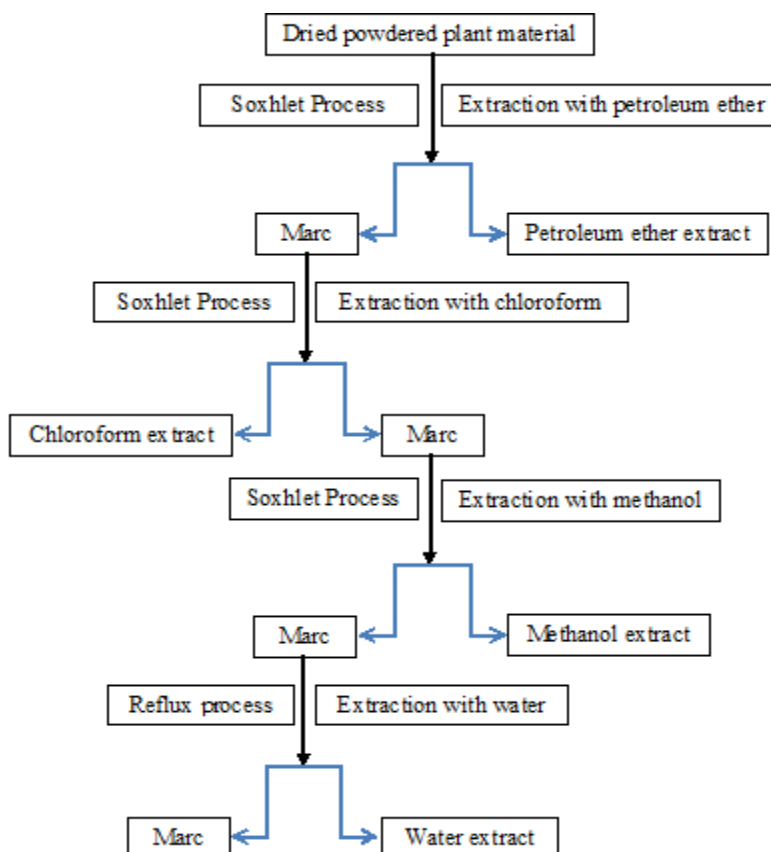 Dried powdered plant material
Soxhlet Process
Extraction with petroleum ether
Marc
Petroleum ether extract
Soxhlet Process
Extraction with chloroform
Chloroform extract
Marc
Soxhlet Process
Extraction with methanol
Marc
Methanol extract
Reflux process
Extraction with water
Marc
Water extract